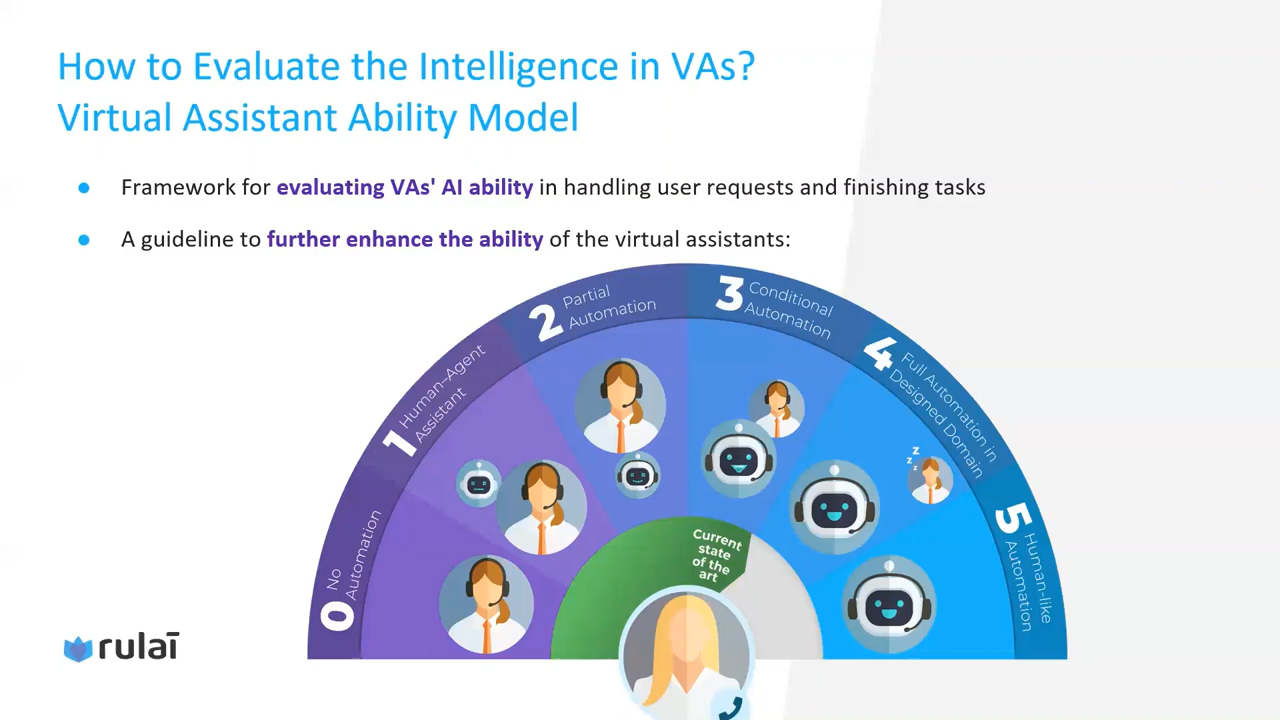 How to Evaluate the Intelligence in VAs?
Virtual Assistant Ability Model
● Framework for evaluating VAs' AI ability in handling user requests and finishing tasks
● A guideline to further enhance the ability of the virtual assistants:
0 No
Automation
1 Human–Agent
Assistant
2 Partial
Automation
3 Conditional
Automation
4 Full Automation in
Designed Domain
5 Human-like
Automation
z
z
z
Current
state
of the
art
rulaī